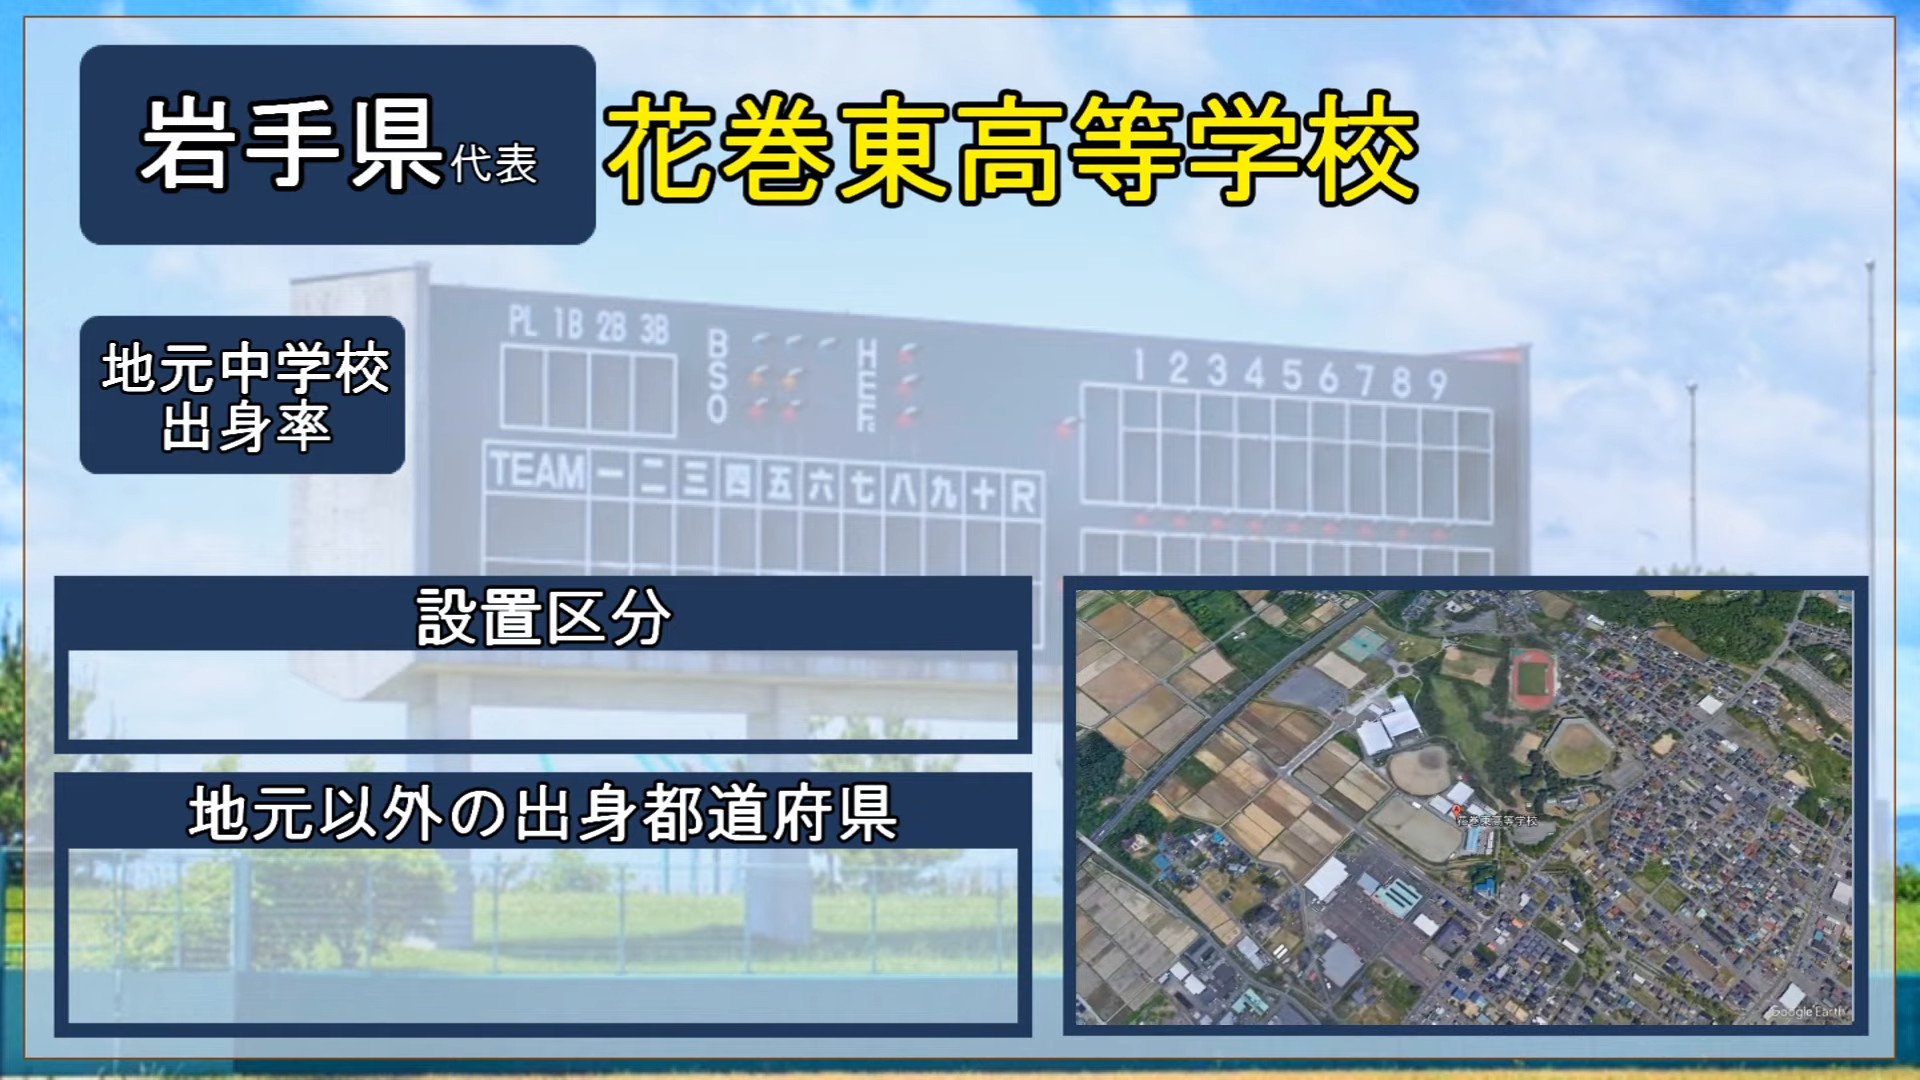 岩手県代表
花巻東高等学校
PL 1B 2B 3B
B
S
O
H
E
1 2 3 4 5 6 7 8 9
地元中学校
出身率
TEAM 一 二 三 四 五 六 七 八 九 十 R
設置区分
地元以外の出身都道府県
花巻東高等学校
Google Earth